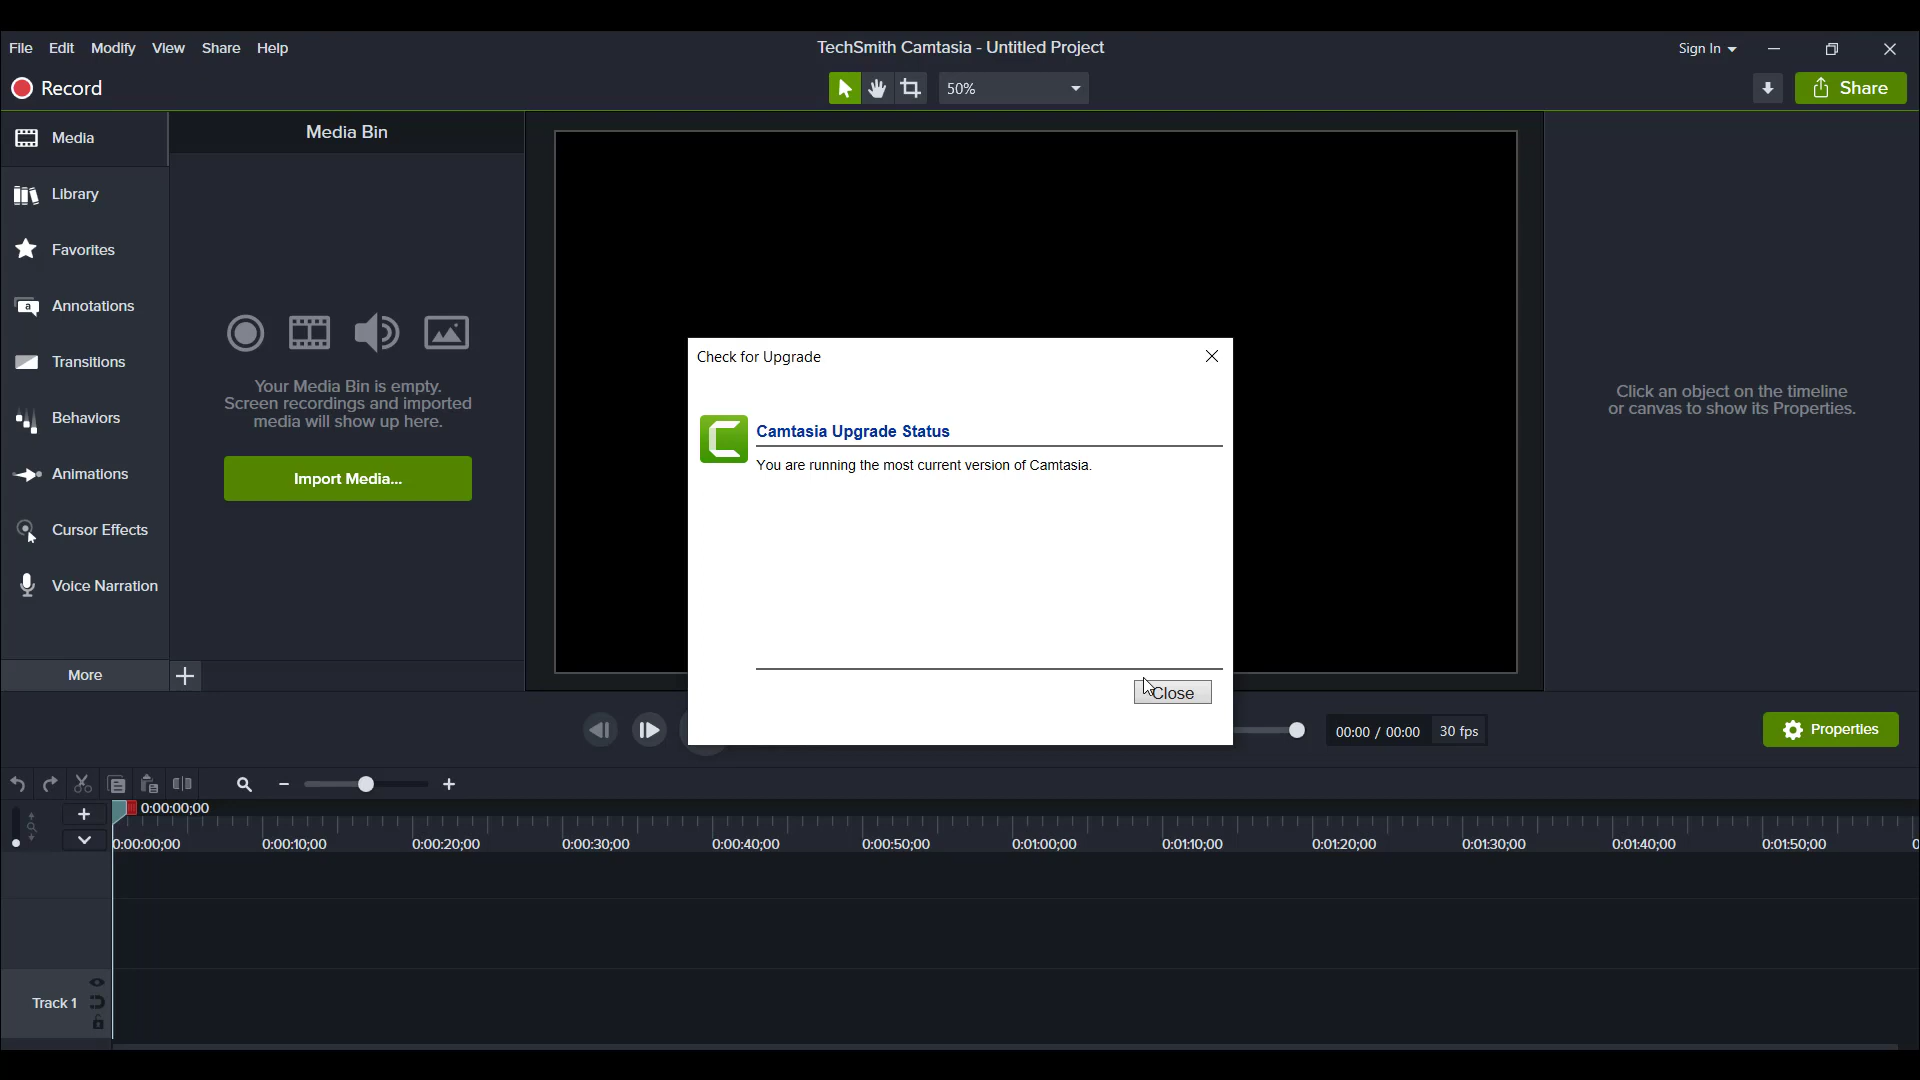 File Edit Modify View Share Help
TechSmith Camtasia - Untitled Project
Sign In
Record
50%
Share
Media
Media Bin
Library
Favorites
Annotations
Transitions
Behaviors
Animations
Cursor Effects
Voice Narration
More
Your Media Bin is empty.
Screen recordings and imported
media will show up here.
Import Media...
Click an object on the timeline
or canvas to show its Properties.
Check for Upgrade
Camtasia Upgrade Status
You are running the most current version of Camtasia.
Close
00:00 / 00:00 30 fps
Properties
0:00:00;00
0:00:00;00 0:00:10;00 0:00:20;00 0:00:30;00 0:00:40;00 0:00:50;00 0:01:00;00 0:01:10;00 0:01:20;00 0:01:30;00 0:01:40;00 0:01:50;00
Track 1